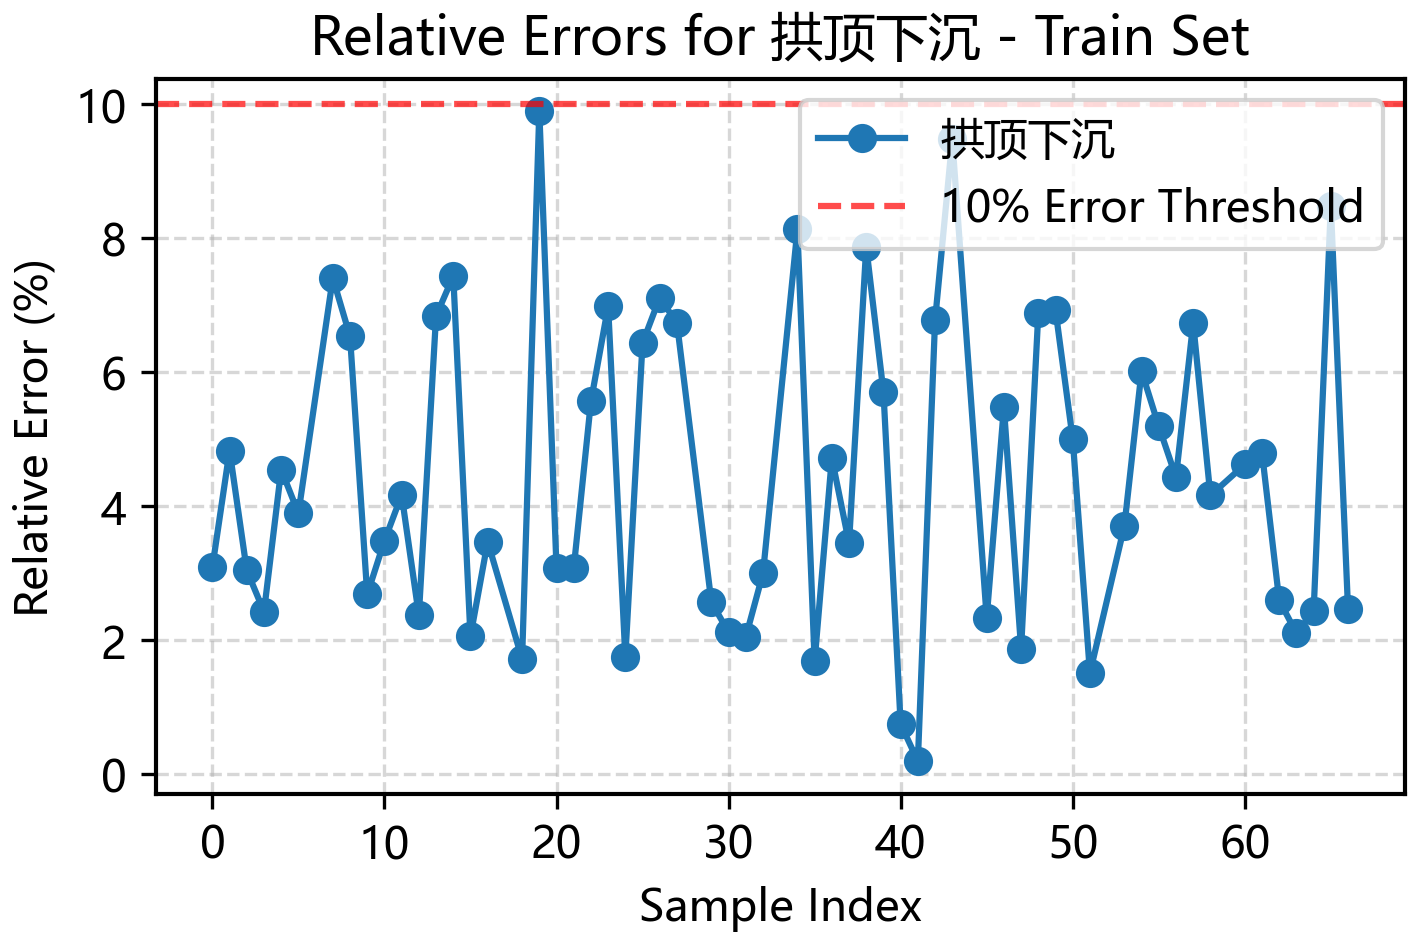 Relative Errors for 拱顶下沉 - Train Set
10
8
6
4
2
0
Relative Error (%)
拱顶下沉
10% Error Threshold
0 10 20 30 40 50 60
Sample Index